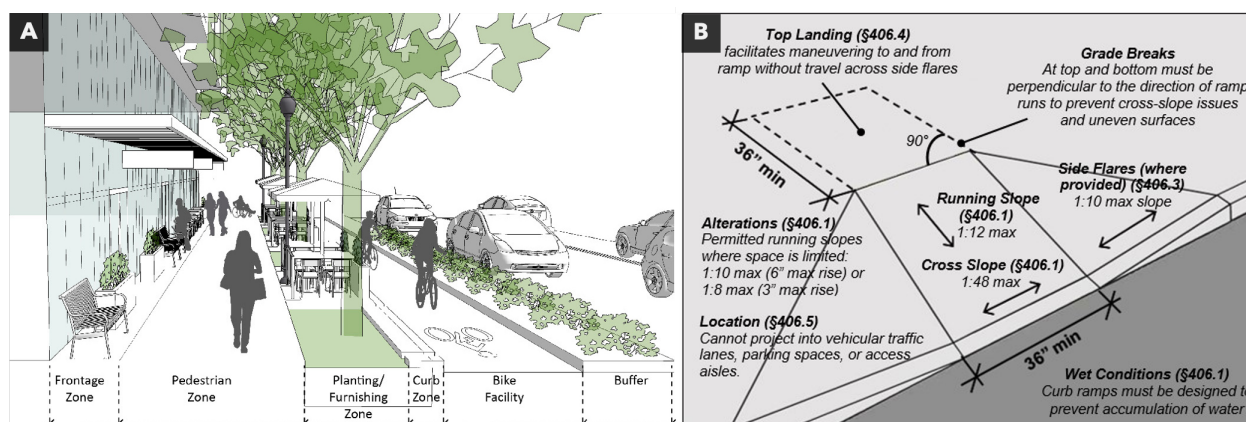 A
Frontage
Zone
Pedestrian
Zone
Planting/
Furnishing
Zone
Curb
Zone
Bike
Facility
Buffer
B
Top Landing (§406.4)
facilitates maneuvering to and from
ramp without travel across side flares
Grade Breaks
At top and bottom must be
perpendicular to the direction of ramp
runs to prevent cross-slope issues
and uneven surfaces
90°
36” min
Side Flares (where
provided) (§406.3)
1:10 max slope
Running Slope
(§406.1)
1:12 max
Alterations (§406.1)
Permitted running slopes
where space is limited:
1:10 max (6” max rise) or
1:8 max (3” max rise)
Cross Slope (§406.1)
1:48 max
Location (§406.5)
Cannot project into vehicular traffic
lanes, parking spaces, or access
aisles.
36” min
Wet Conditions (§406.1)
Curb ramps must be designed to
prevent accumulation of water